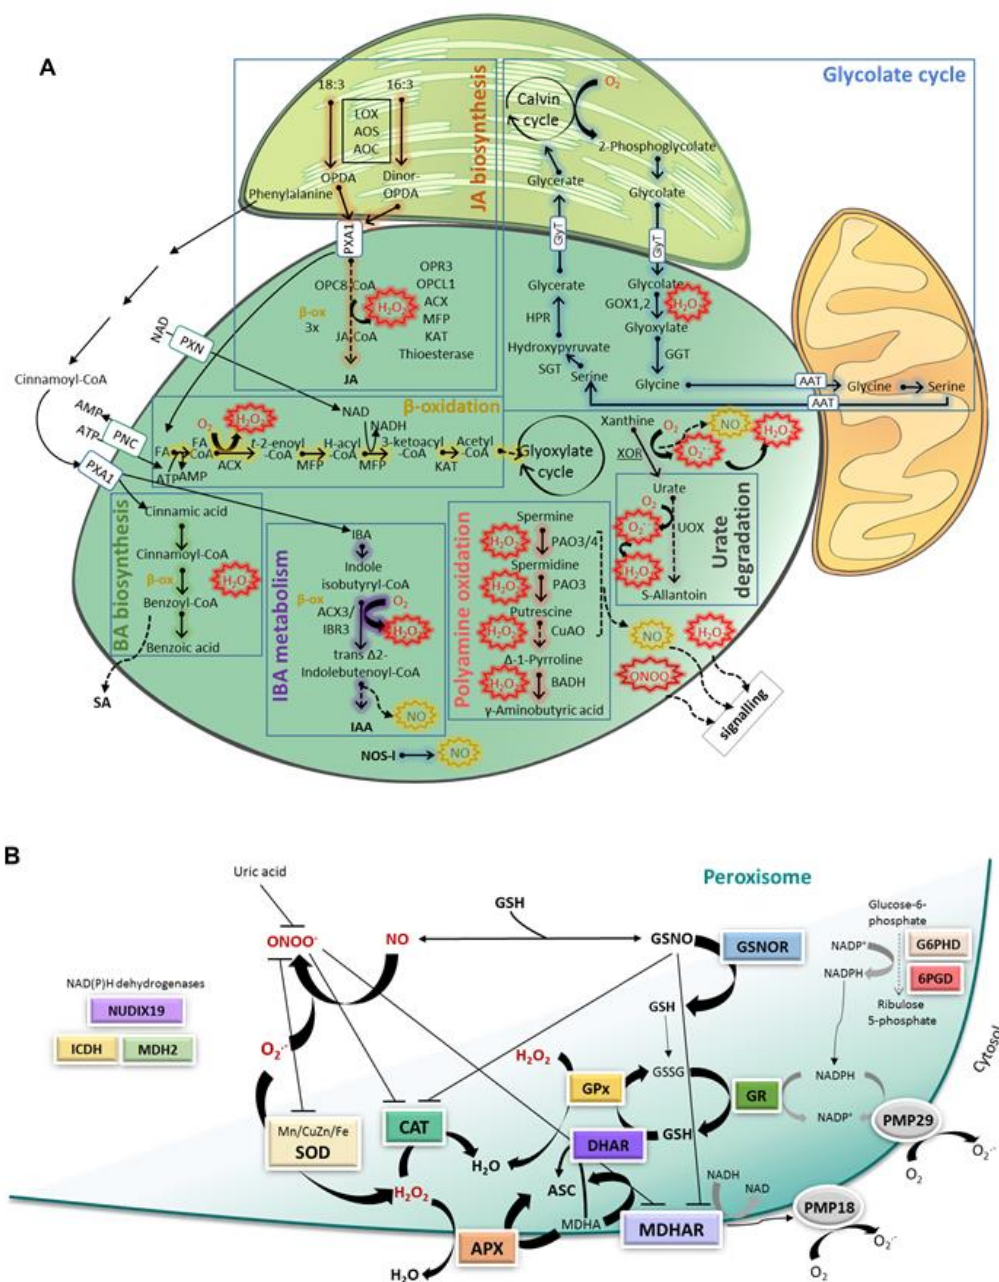 A
Glycolate cycle
JA biosynthesis
18:3
16:3
LOX
AOS
AOC
OPDA
Dinor-
OPDA
Phenylalanine
PXA1
Calvin
cycle
O₂
2-Phosphoglycolate
Glycerate
Glycolate
GlyT
GlyT
OPC8-CoA
β-ox
3x
H₂O₂
JA-CoA
JA
OPR3
OPCL1
ACX
MFP
KAT
Thioesterase
Glycerate
HPR
Hydroxypyruvate
SGT
Serine
Glycolate
GOX1,2
H₂O₂
Glyoxylate
GGT
Glycine
AAT
Glycine
Serine
AAT
NAD
PXN
Cinnamoyl-CoA
AMP
ATP
PNC
PXA1
β-oxidation
NAD
NADH
O₂
H₂O₂
FA
FA
CoA
ACX
t-2-enoyl
-CoA
MFP
H-acyl
-CoA
MFP
3-ketoacyl
-CoA
KAT
Acetyl
CoA
ATP
AMP
Glyoxylate
cycle
Xanthine
XOR
O₂
NO
O₂·⁻
H₂O₂
Urate
O₂
O₂·⁻
UOX
H₂O₂
S-Allantoin
Urate
degradation
BA biosynthesis
Cinnamic acid
Cinnamoyl-CoA
β-ox
H₂O₂
Benzoyl-CoA
Benzoic acid
SA
IBA metabolism
IBA
Indole
isobutyryl-CoA
β-ox
ACX3/
IBR3
O₂
H₂O₂
trans Δ2-
Indolebutenoyl-CoA
NO
IAA
NOS-l
NO
Polyamine oxidation
Spermine
H₂O₂
PAO3/4
Spermidine
H₂O₂
PAO3
Putrescine
H₂O₂
CuAO
Δ-1-Pyrroline
H₂O₂
BADH
γ-Aminobutyric acid
NO
H₂O₂
ONOO⁻
signalling
B
Uric acid
Peroxisome
ONOO⁻
NO
GSH
GSNO
GSNOR
Glucose-6-
phosphate
G6PHD
NADP⁺
NADPH
6PGD
Ribulose
5-phosphate
NAD(P)H dehydrogenases
NUDIX19
ICDH
MDH2
GSH
Cytosol
O₂·⁻
H₂O₂
GPx
GSSG
GR
NADPH
NADP⁺
PMP29
O₂
O₂·⁻
Mn/CuZn/Fe
SOD
CAT
DHAR
GSH
H₂O
H₂O₂
ASC
MDHA
MDHAR
NADH
NAD
PMP18
APX
H₂O
O₂
O₂·⁻